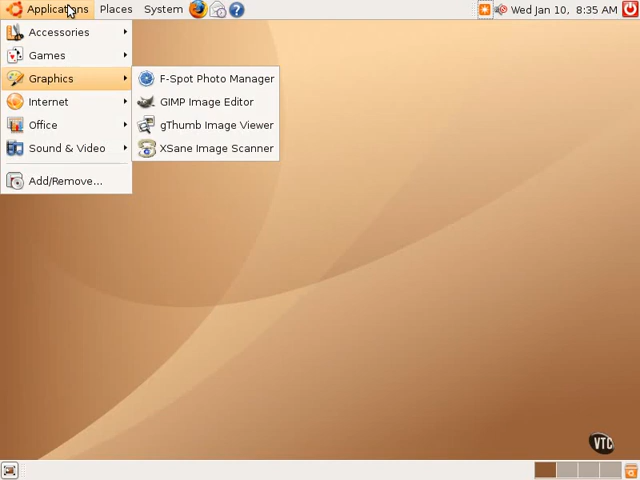 Applications Places System Wed Jan 10, 8:35 AM
Accessories
Games
Graphics
Internet
Office
Sound & Video
Add/Remove...
F-Spot Photo Manager
GIMP Image Editor
gThumb Image Viewer
XSane Image Scanner
VTC